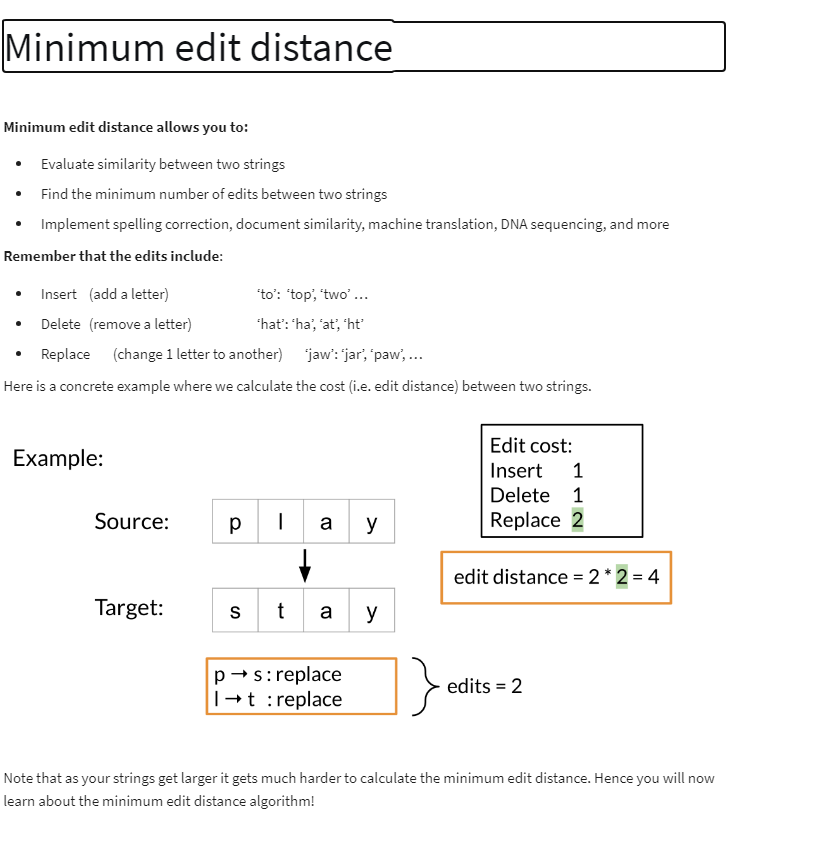 Minimum edit distance
Minimum edit distance allows you to:
• Evaluate similarity between two strings
• Find the minimum number of edits between two strings
• Implement spelling correction, document similarity, machine translation, DNA sequencing, and more
Remember that the edits include:
• Insert (add a letter) ‘to’: ‘top’, ‘two’ …
• Delete (remove a letter) ‘hat’: ‘ha’, ‘at’, ‘ht’
• Replace (change 1 letter to another) ‘jaw’: ‘jar’, ‘paw’, …
Here is a concrete example where we calculate the cost (i.e. edit distance) between two strings.
Example:
Source: p l a y
Target: s t a y
p → s : replace
l → t : replace
edits = 2
Edit cost:
Insert 1
Delete 1
Replace 2
edit distance = 2 * 2 = 4
Note that as your strings get larger it gets much harder to calculate the minimum edit distance. Hence you will now
learn about the minimum edit distance algorithm!